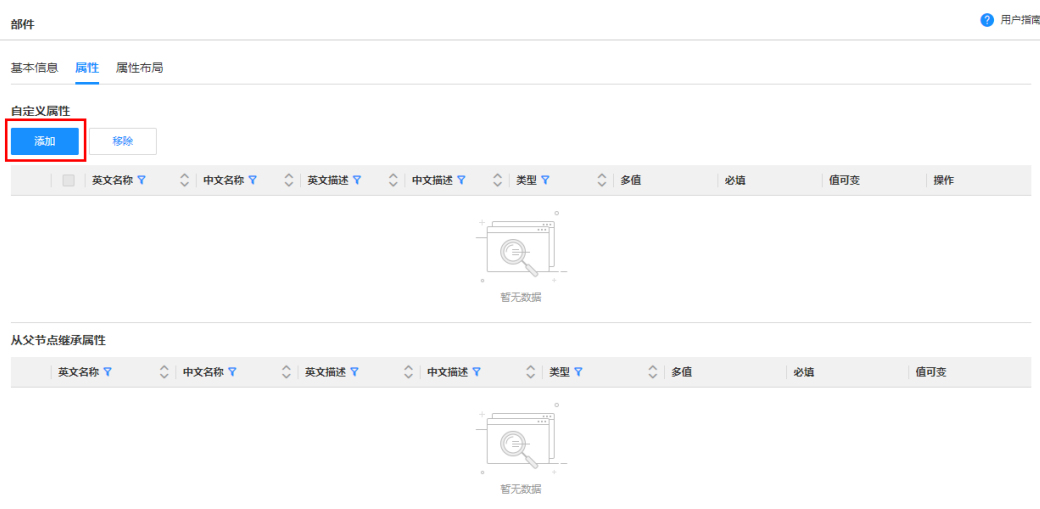 部件
? 用户指南
基本信息 属性 属性布局
自定义属性
添加 移除
英文名称 中文名称 英文描述 中文描述 类型 多值 必填 值可变 操作
暂无数据
从父节点继承属性
英文名称 中文名称 英文描述 中文描述 类型 多值 必填 值可变
暂无数据